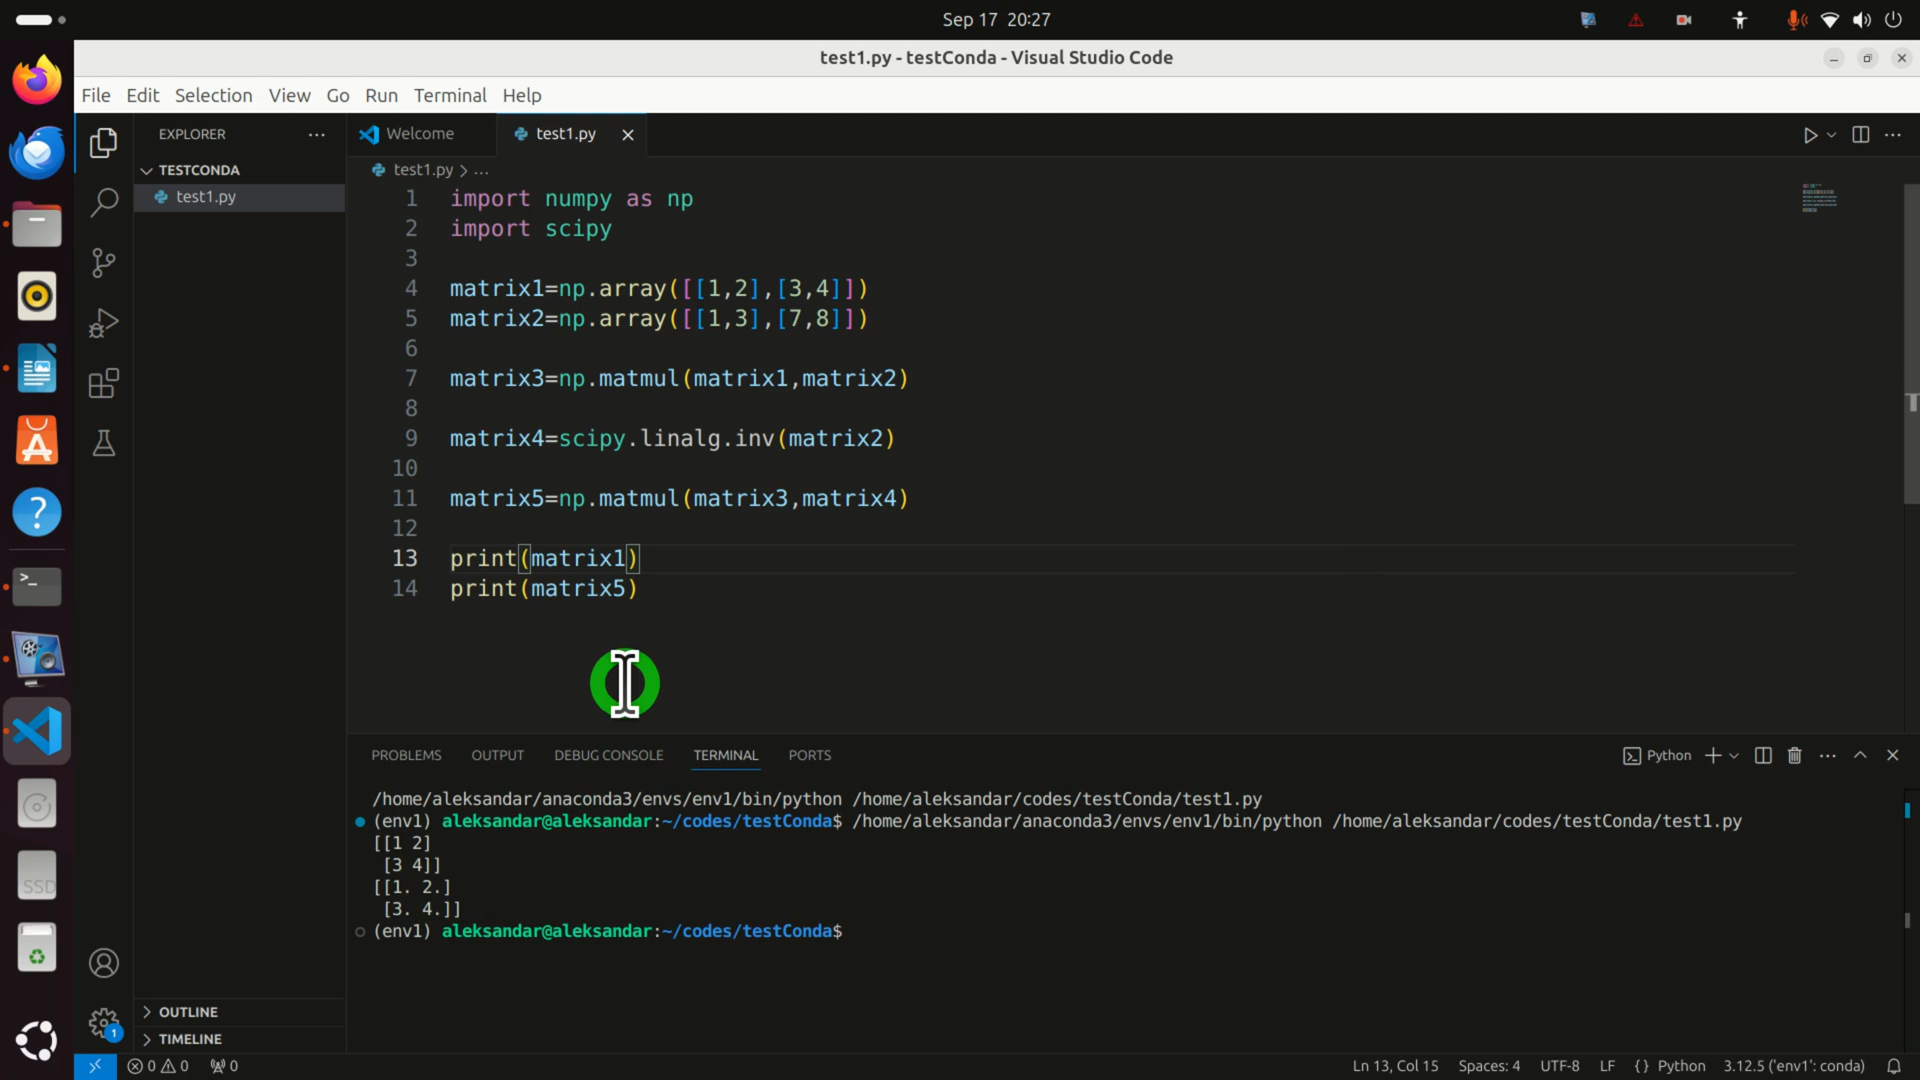 Sep 17 20:27
test1.py - testConda - Visual Studio Code
File Edit Selection View Go Run Terminal Help
EXPLORER
TESTCONDA
test1.py
Welcome
test1.py
test1.py > ...
1 import numpy as np
2 import scipy
3
4 matrix1=np.array([[1,2],[3,4]])
5 matrix2=np.array([[1,3],[7,8]])
6
7 matrix3=np.matmul(matrix1,matrix2)
8
9 matrix4=scipy.linalg.inv(matrix2)
10
11 matrix5=np.matmul(matrix3,matrix4)
12
13 print(matrix1)
14 print(matrix5)
PROBLEMS OUTPUT DEBUG CONSOLE TERMINAL PORTS
Python
/home/aleksandar/anaconda3/envs/env1/bin/python /home/aleksandar/codes/testConda/test1.py
(env1) aleksandar@aleksandar:~/codes/testConda$ /home/aleksandar/anaconda3/envs/env1/bin/python /home/aleksandar/codes/testConda/test1.py
[[1 2]
 [3 4]]
[[1. 2.]
 [3. 4.]]
(env1) aleksandar@aleksandar:~/codes/testConda$
SSD
1
OUTLINE
TIMELINE
0 0 0
Ln 13, Col 15 Spaces: 4 UTF-8 LF {} Python 3.12.5 ('env1': conda)